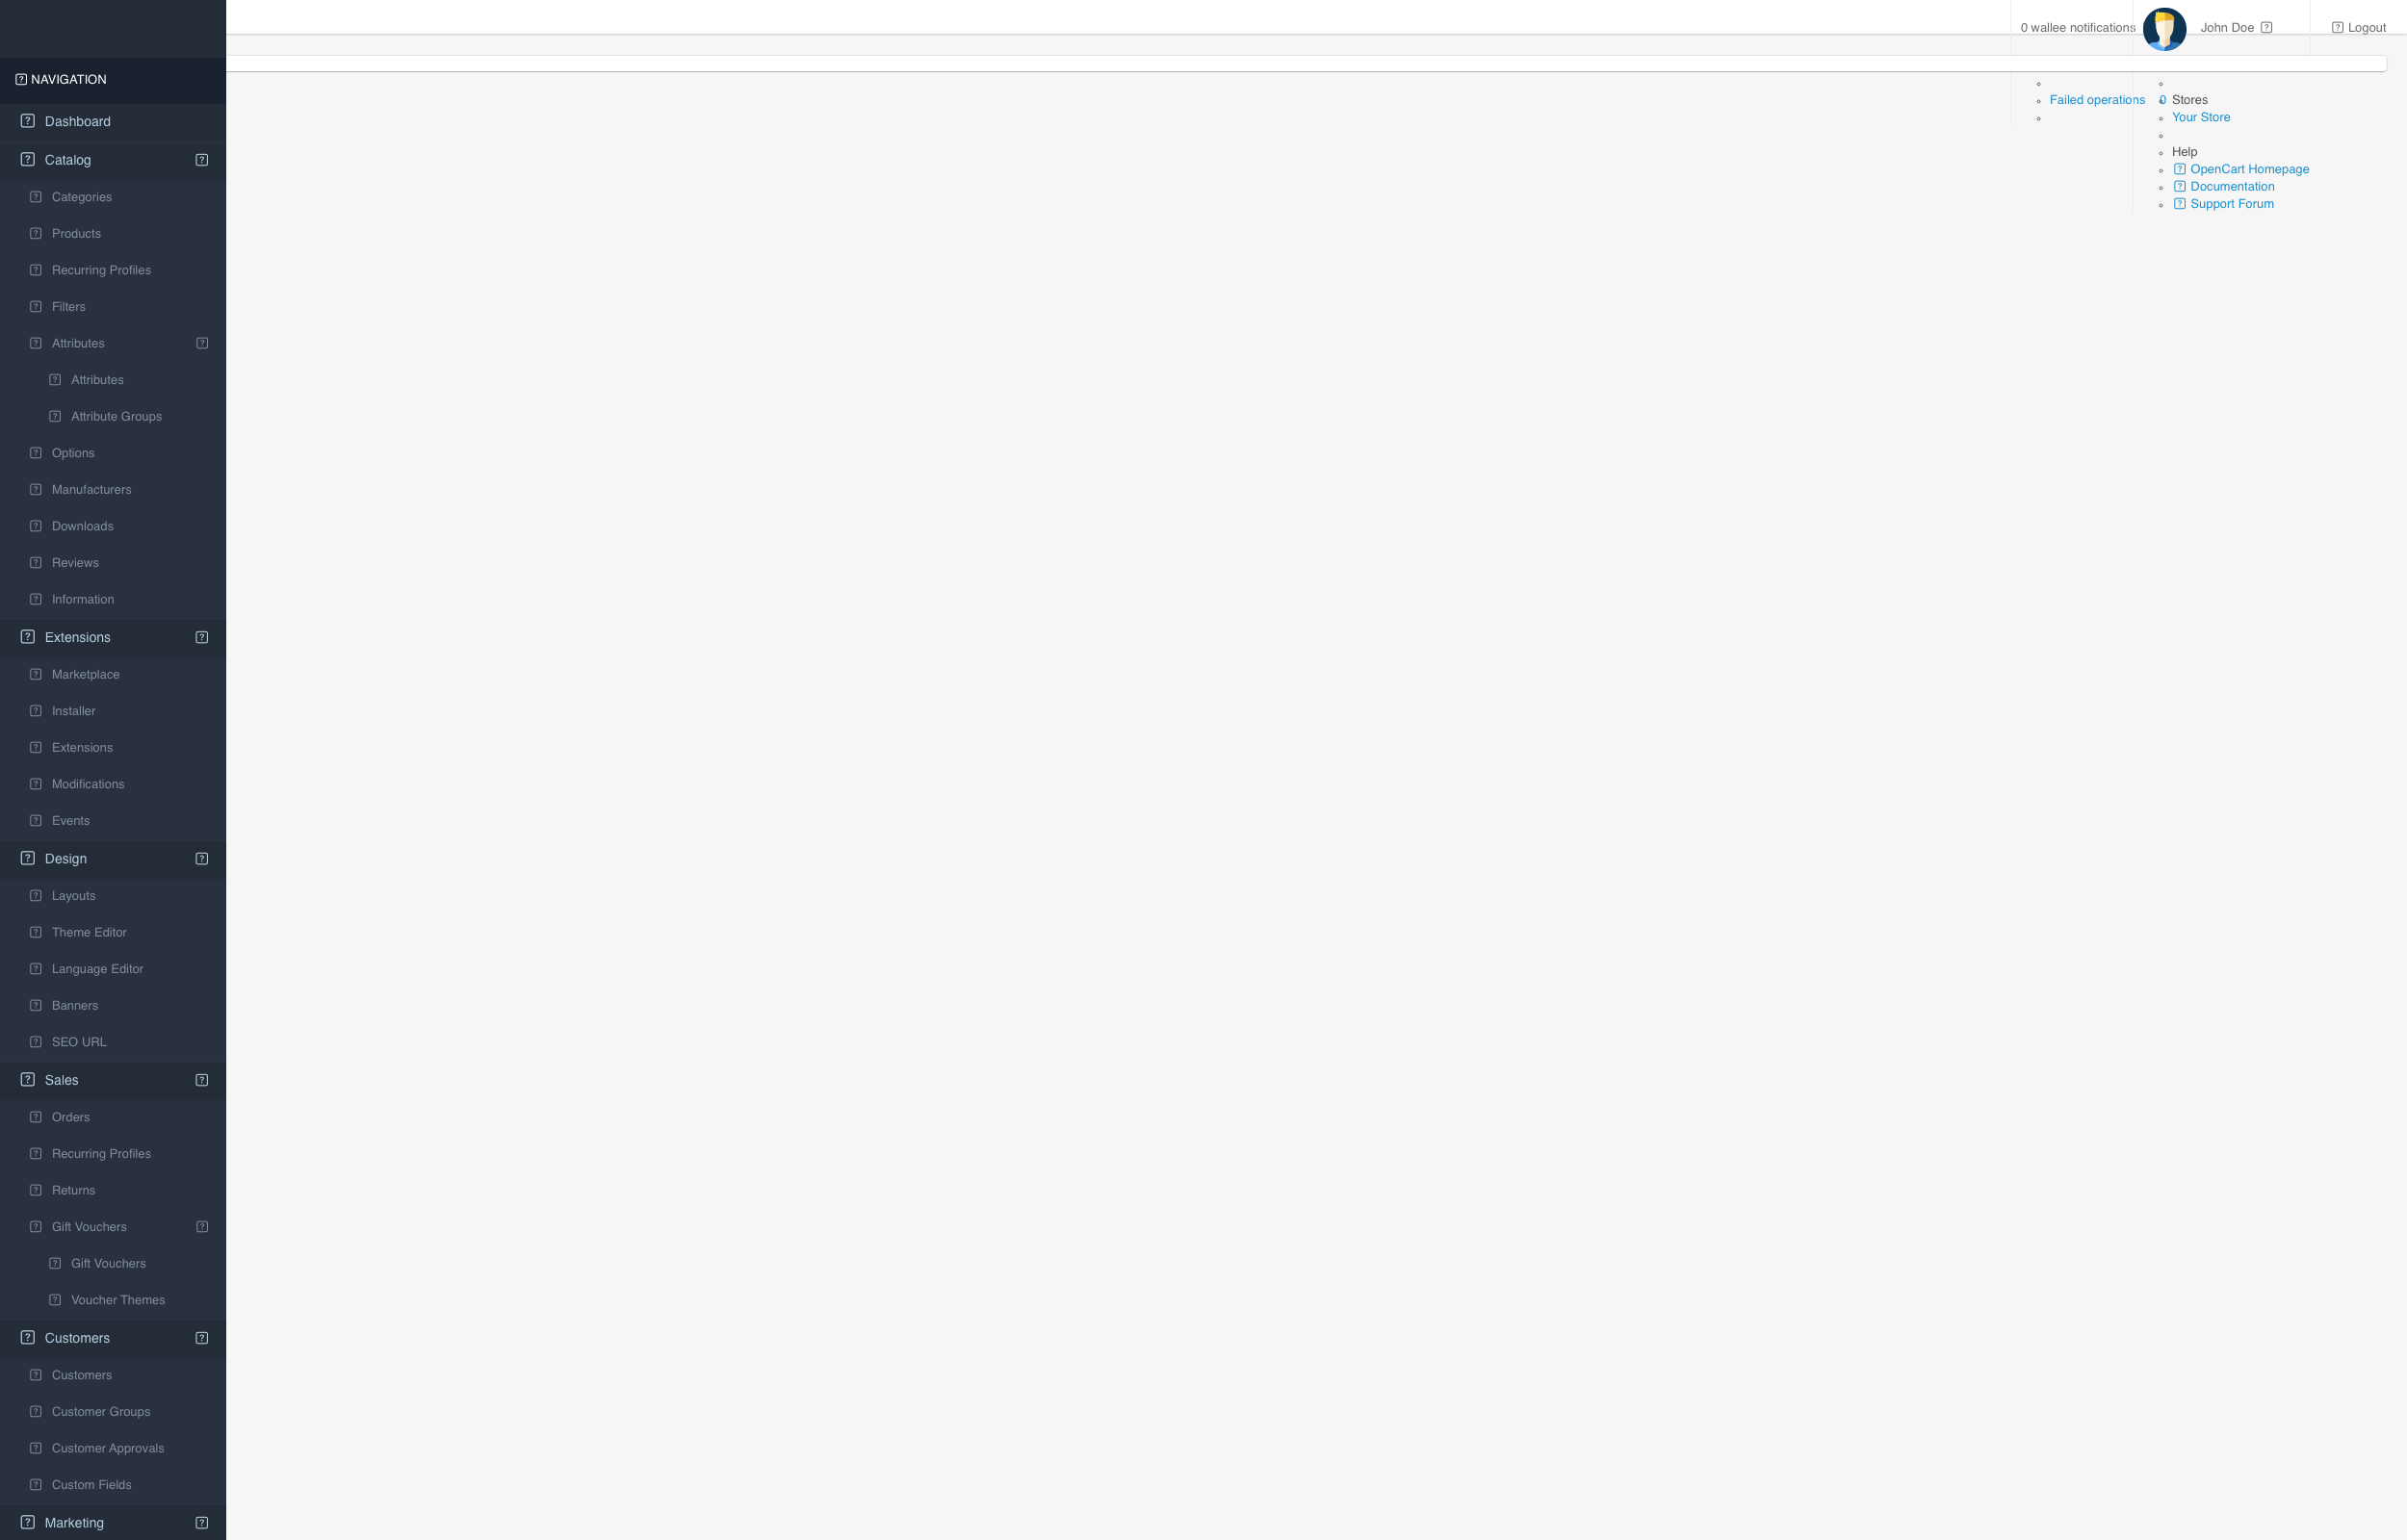 0 wallee notifications
John Doe
Logout
Failed operations 0
Stores
Your Store
Help
OpenCart Homepage
Documentation
Support Forum
NAVIGATION
Dashboard
Catalog
Categories
Products
Recurring Profiles
Filters
Attributes
Attributes
Attribute Groups
Options
Manufacturers
Downloads
Reviews
Information
Extensions
Marketplace
Installer
Extensions
Modifications
Events
Design
Layouts
Theme Editor
Language Editor
Banners
SEO URL
Sales
Orders
Recurring Profiles
Returns
Gift Vouchers
Gift Vouchers
Voucher Themes
Customers
Customers
Customer Groups
Customer Approvals
Custom Fields
Marketing